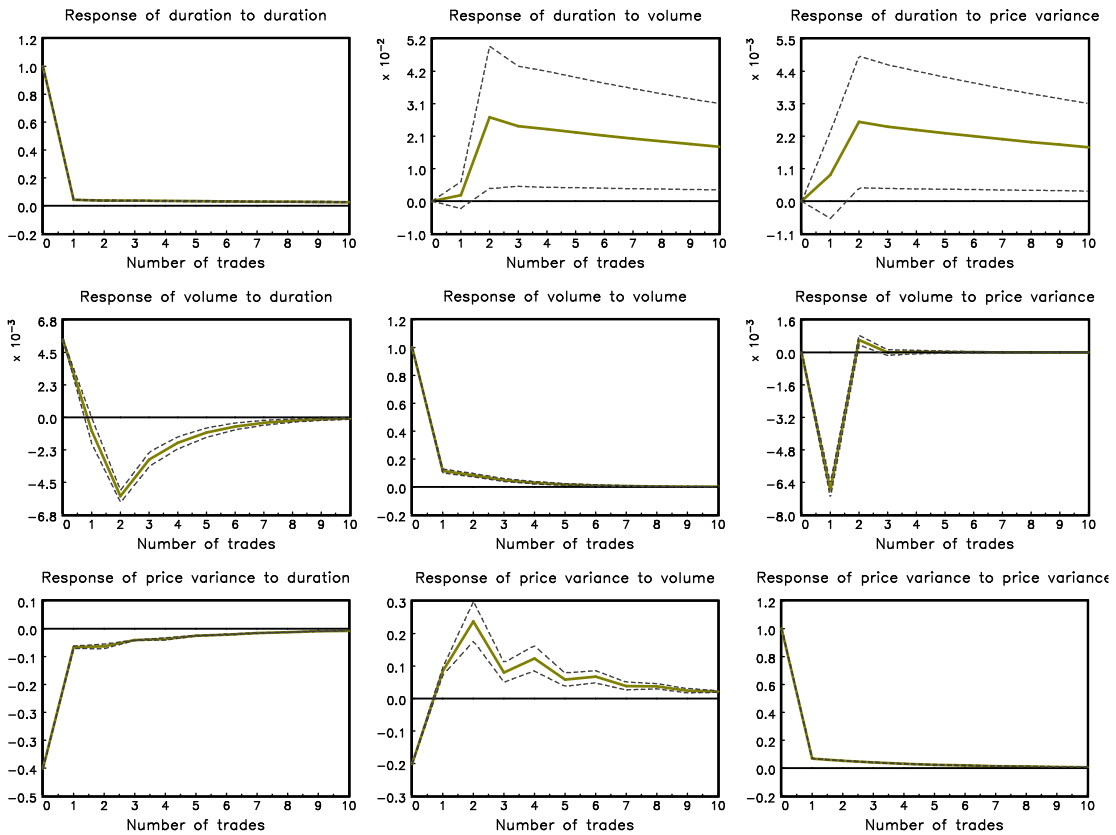 Response of duration to duration
1.2
1.0
0.8
0.6
0.4
0.2
0.0
−0.2
0 1 2 3 4 5 6 7 8 9 10
Number of trades
Response of duration to volume
x 10⁻²
5.2
4.2
3.1
2.1
1.0
0.0
−1.0
0 1 2 3 4 5 6 7 8 9 10
Number of trades
Response of duration to price variance
x 10⁻³
5.5
4.4
3.3
2.2
1.1
0.0
−1.1
0 1 2 3 4 5 6 7 8 9 10
Number of trades
Response of volume to duration
x 10⁻³
6.8
4.5
2.3
0.0
−2.3
−4.5
−6.8
0 1 2 3 4 5 6 7 8 9 10
Number of trades
Response of volume to volume
1.2
1.0
0.8
0.6
0.4
0.2
0.0
−0.2
0 1 2 3 4 5 6 7 8 9 10
Number of trades
Response of volume to price variance
x 10⁻³
1.6
0.0
−1.6
−3.2
−4.8
−6.4
−8.0
0 1 2 3 4 5 6 7 8 9 10
Number of trades
Response of price variance to duration
0.1
0.0
−0.1
−0.2
−0.3
−0.3
−0.4
−0.5
0 1 2 3 4 5 6 7 8 9 10
Number of trades
Response of price variance to volume
0.3
0.2
0.1
0.0
−0.1
−0.2
−0.3
0 1 2 3 4 5 6 7 8 9 10
Number of trades
Response of price variance to price variance
1.2
1.0
0.8
0.6
0.4
0.2
0.0
−0.2
0 1 2 3 4 5 6 7 8 9 10
Number of trades